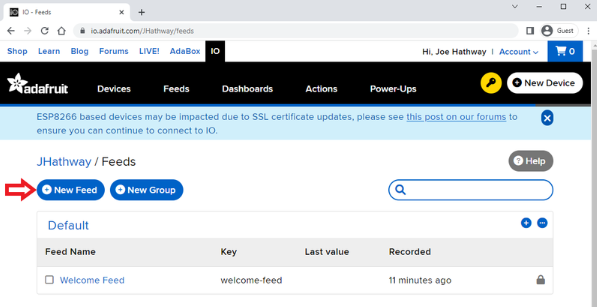 IO - Feeds
io.adafruit.com/JHathway/feeds
Guest
Shop Learn Blog Forums LIVE! AdaBox IO
Hi, Joe Hathway | Account 0
adafruit Devices Feeds Dashboards Actions Power-Ups New Device
ESP8266 based devices may be impacted due to SSL certificate updates, please see this post on our forums to
ensure you can continue to connect to IO.
JHathway / Feeds
Help
New Feed New Group
Default
Feed Name Key Last value Recorded
Welcome Feed welcome-feed 11 minutes ago